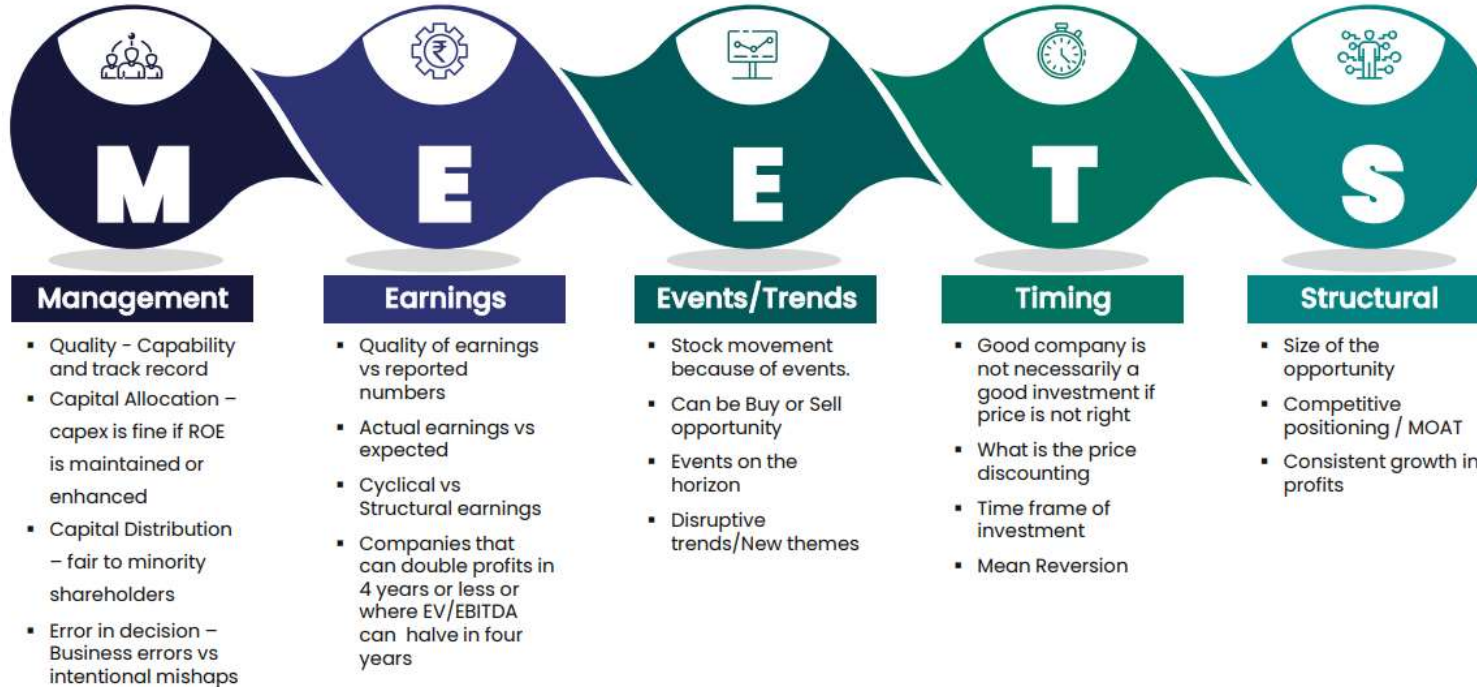 M
E
E
T
S
Management
▪ Quality - Capability
and track record
▪ Capital Allocation –
capex is fine if ROE
is maintained or
enhanced
▪ Capital Distribution
– fair to minority
shareholders
▪ Error in decision –
Business errors vs
intentional mishaps
Earnings
▪ Quality of earnings
vs reported
numbers
▪ Actual earnings vs
expected
▪ Cyclical vs
Structural earnings
▪ Companies that
can double profits in
4 years or less or
where EV/EBITDA
can halve in four
years
Events/Trends
▪ Stock movement
because of events.
▪ Can be Buy or Sell
opportunity
▪ Events on the
horizon
▪ Disruptive
trends/New themes
Timing
▪ Good company is
not necessarily a
good investment if
price is not right
▪ What is the price
discounting
▪ Time frame of
investment
▪ Mean Reversion
Structural
▪ Size of the
opportunity
▪ Competitive
positioning / MOAT
▪ Consistent growth in
profits